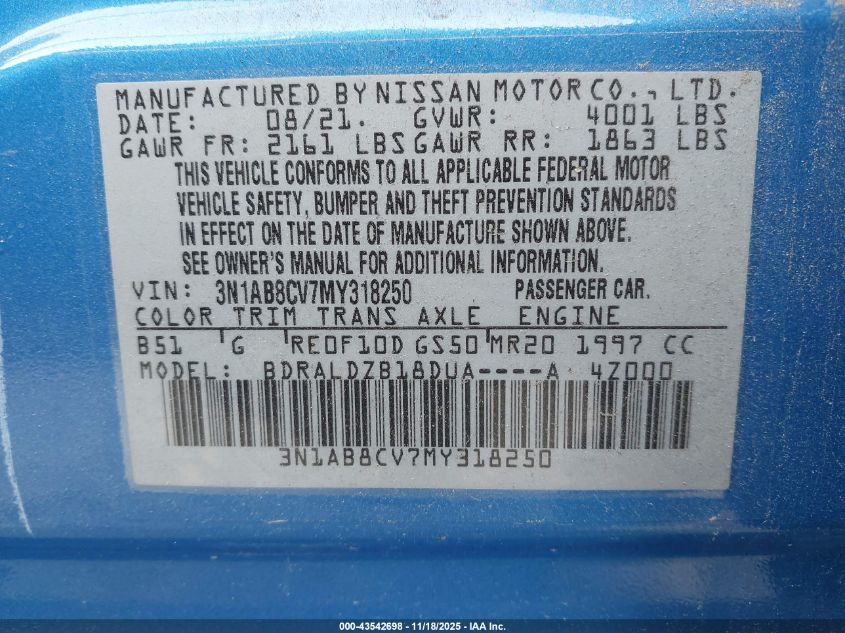 MANUFACTURED BY NISSAN MOTOR CO., LTD.
DATE: 08/21. GVWR: 4001 LBS
GAWR FR: 2161 LBS GAWR RR: 1863 LBS
THIS VEHICLE CONFORMS TO ALL APPLICABLE FEDERAL MOTOR
VEHICLE SAFETY, BUMPER AND THEFT PREVENTION STANDARDS
IN EFFECT ON THE DATE OF MANUFACTURE SHOWN ABOVE.
SEE OWNER'S MANUAL FOR ADDITIONAL INFORMATION.
VIN: 3N1AB8CV7MY318250 PASSENGER CAR.
COLOR TRIM TRANS AXLE ENGINE
B51 G RE0F10D GS50 MR20 1997 CC
MODEL: BDRALDZB18DUA----A 4Z000
3N1AB8CV7MY318250
000-43542698 - 11/18/2025 - IAA Inc.